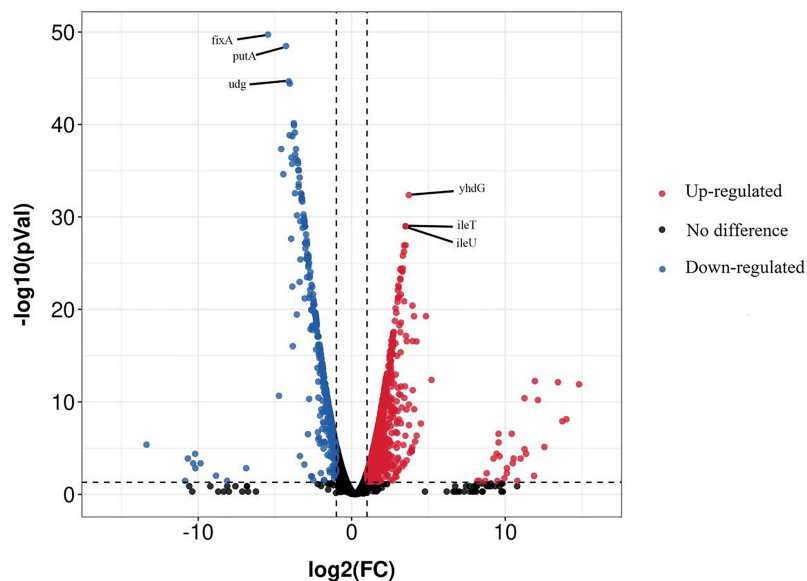 50
fixA
putA
udg
40
yhdG
Up-regulated
30
ileT
No difference
ileU
Down-regulated
-log10(pVal)
20
10
0
-10
0
10
log2(FC)